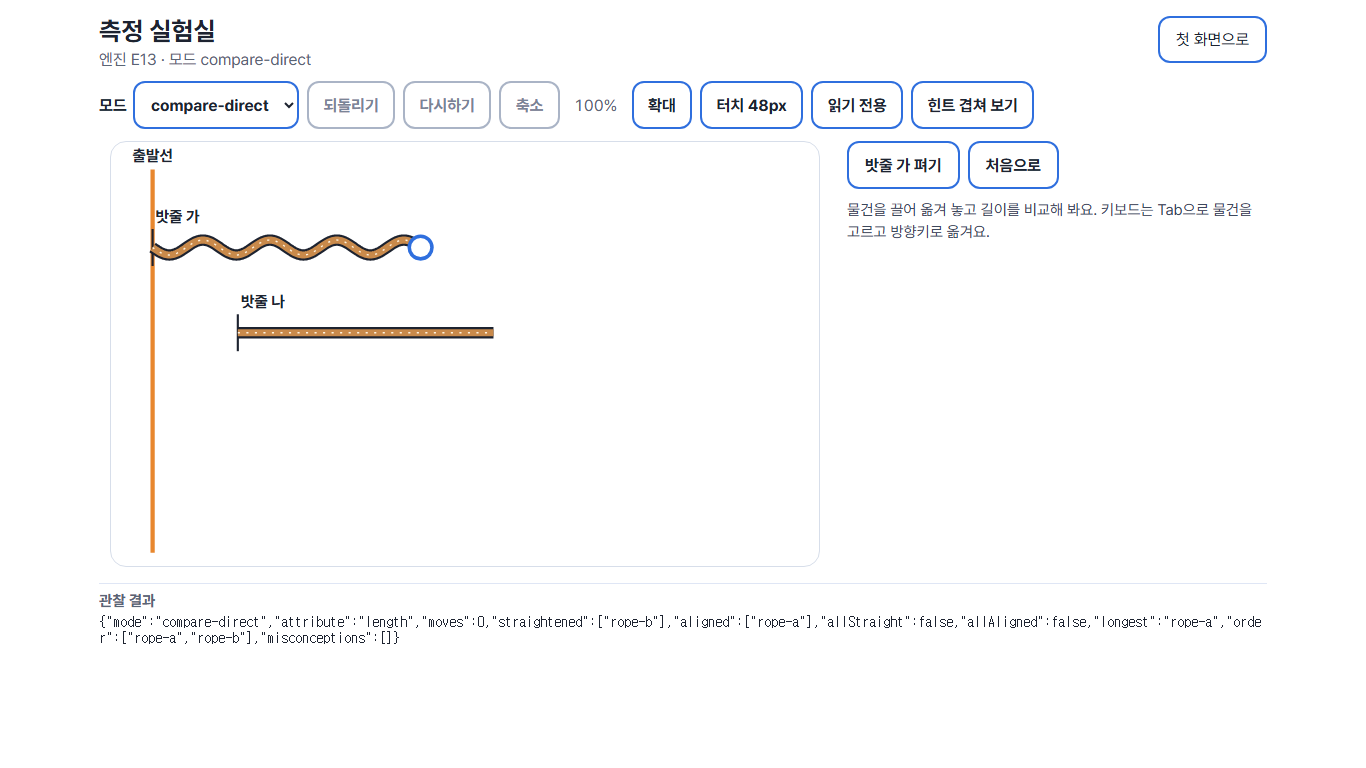 측정 실험실
첫 화면으로
엔진 E13 · 모드 compare-direct
모드 compare-direct 되돌리기 다시하기 축소 100% 확대 터치 48px 읽기 전용 힌트 겹쳐 보기
출발선
밧줄 가
밧줄 나
밧줄 가 펴기 처음으로
물건을 끌어 옮겨 놓고 길이를 비교해 봐요. 키보드는 Tab으로 물건을
고르고 방향키로 옮겨요.
관찰 결과
{"mode":"compare-direct","attribute":"length","moves":0,"straightened":["rope-b"],"aligned":["rope-a"],"allStraight":false,"allAligned":false,"longest":"rope-a","orde
r":["rope-a","rope-b"],"misconceptions":[]}